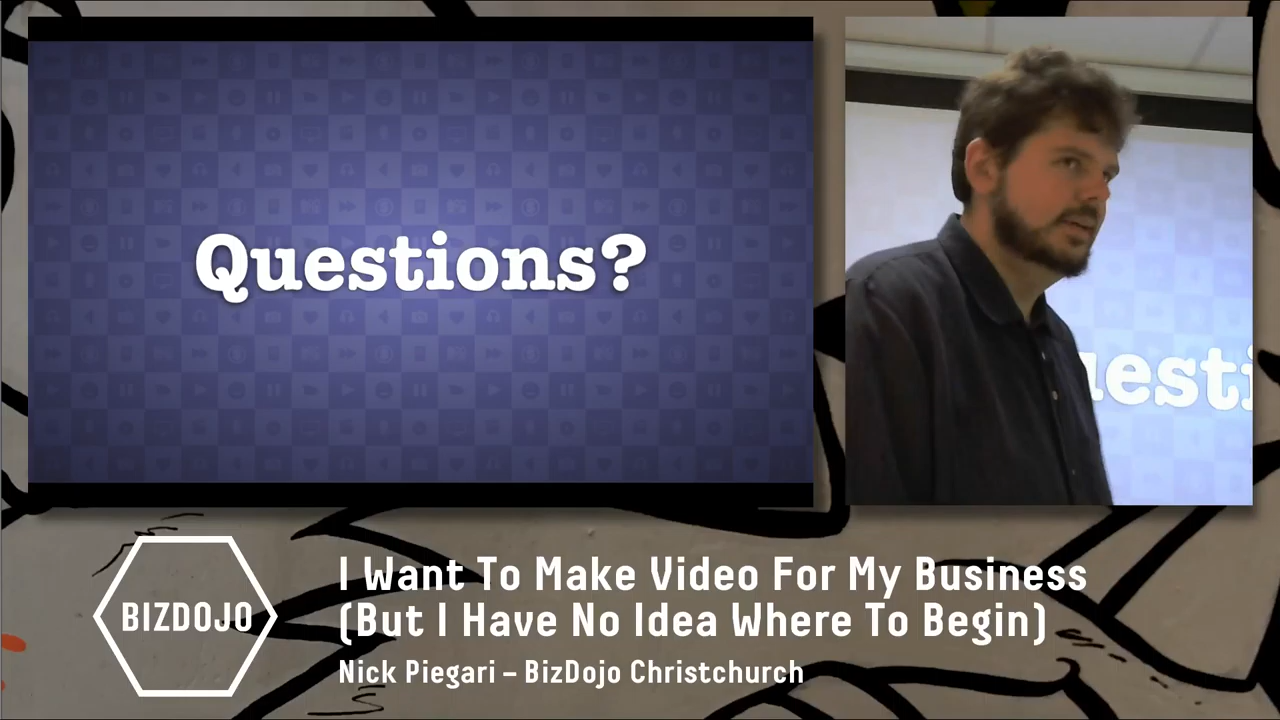 Questions?
uesti
BIZDOJO
I Want To Make Video For My Business
(But I Have No Idea Where To Begin)
Nick Piegari – BizDojo Christchurch